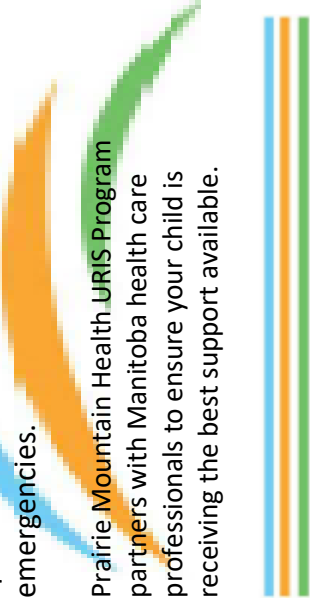 emergencies.
Prairie Mountain Health URIS Program
partners with Manitoba health care
professionals to ensure your child is
receiving the best support available.